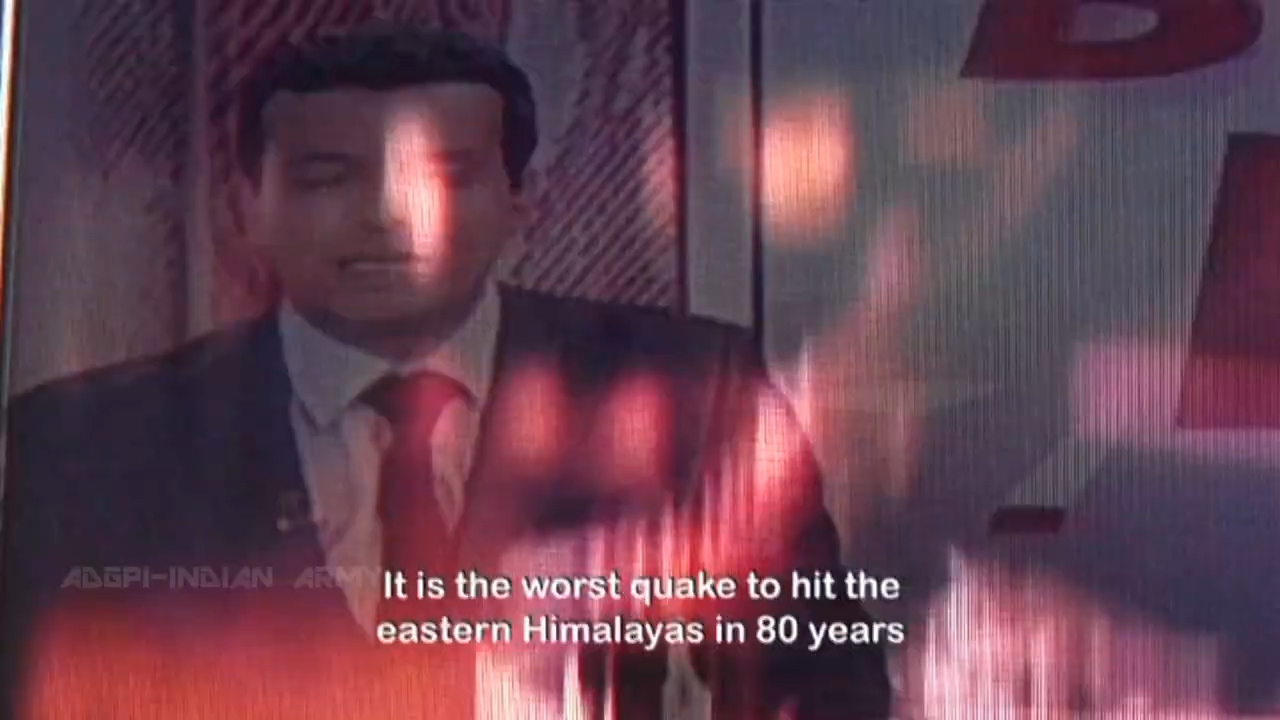 ADGPI-INDIAN ARMY
It is the worst quake to hit the
eastern Himalayas in 80 years